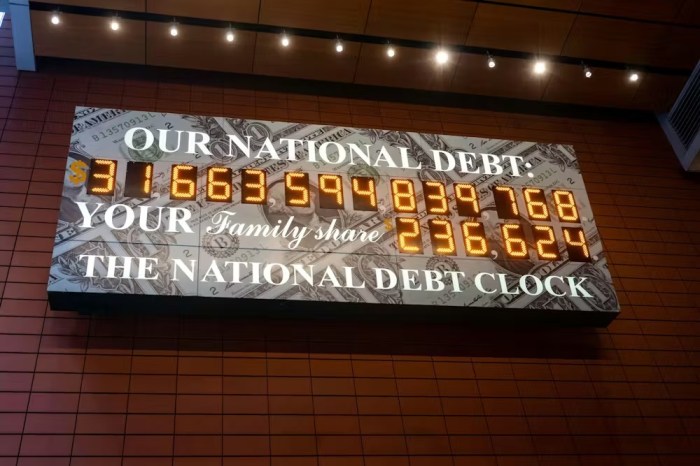 OUR NATIONAL DEBT:
$31,663,594,839,768
YOUR Family share $236,624
THE NATIONAL DEBT CLOCK